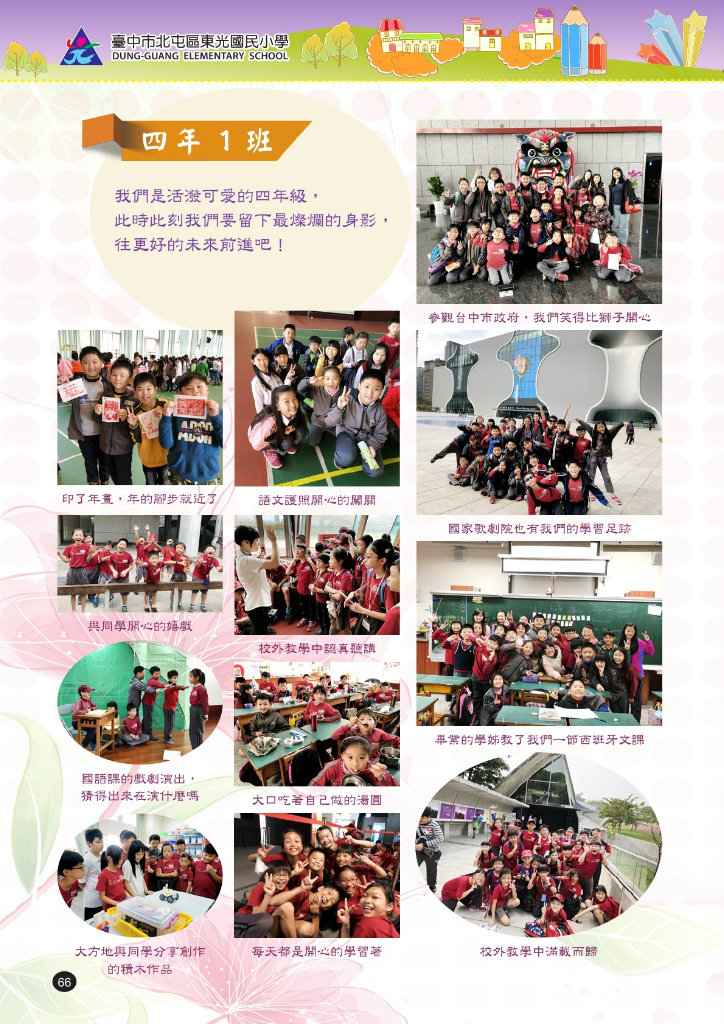 臺中市北屯區東光國民小學
DUNG-GUANG ELEMENTARY SCHOOL
四年1班
我們是活潑可愛的四年級，
此時此刻我們要留下最燦爛的身影，
往更好的未來前進吧！
參觀台中市政府，我們笑得比獅子開心
印了年畫，年的腳步就近了
語文護照開心的闖關
國家歌劇院也有我們的學習足跡
與同學開心的嬉戲
校外教學中認真聽講
畢業的學姊教了我們一節西班牙文課
國語課的戲劇演出，
猜得出來在演什麼嗎
大口吃著自己做的湯圓
大方地與同學分享創作
的積木作品
每天都是開心的學習著
校外教學中滿載而歸
66